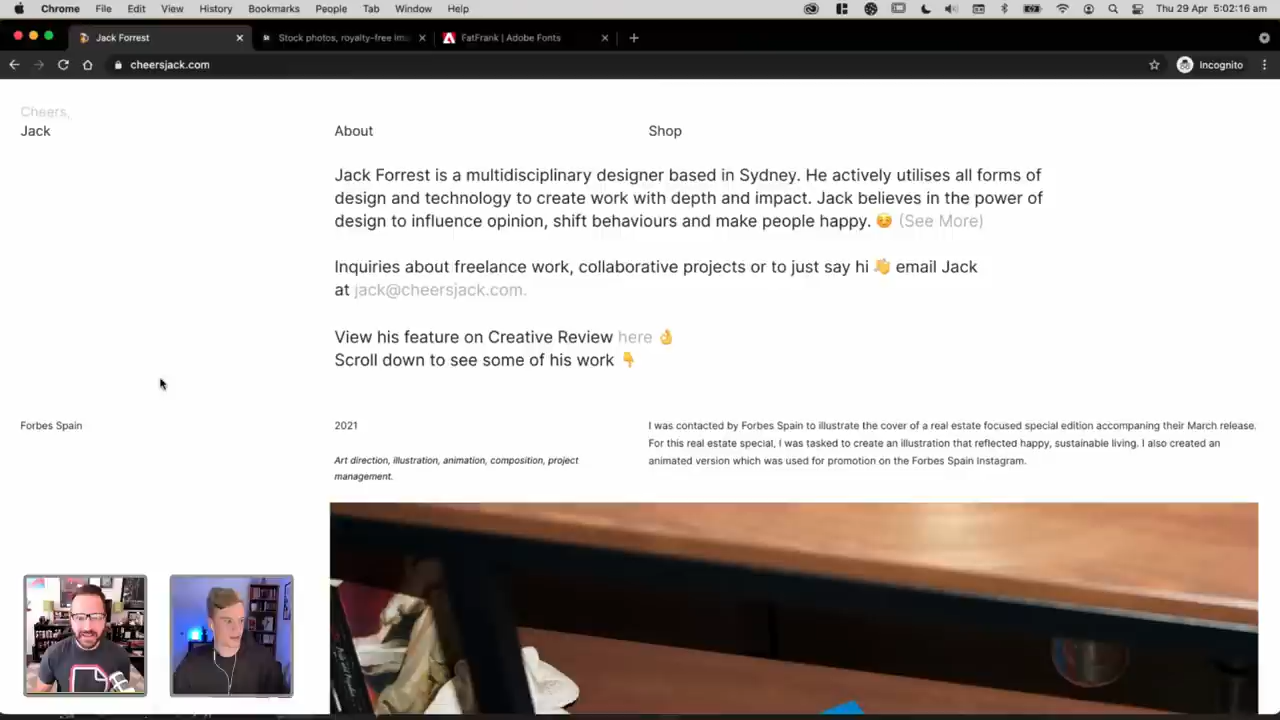 Chrome File Edit View History Bookmarks People Tab Window Help Thu 29 Apr 5:02:16 am
Jack Forrest Stock photos, royalty-free im FatFrank | Adobe Fonts
cheersjack.com Incognito
Cheers,
Jack About Shop
Jack Forrest is a multidisciplinary designer based in Sydney. He actively utilises all forms of
design and technology to create work with depth and impact. Jack believes in the power of
design to influence opinion, shift behaviours and make people happy. ☺️ (See More)
Inquiries about freelance work, collaborative projects or to just say hi 👋 email Jack
at jack@cheersjack.com.
View his feature on Creative Review here 👌
Scroll down to see some of his work 👇
Forbes Spain 2021 I was contacted by Forbes Spain to illustrate the cover of a real estate focused special edition accompaning their March release.
For this real estate special, I was tasked to create an illustration that reflected happy, sustainable living. I also created an
Art direction, illustration, animation, composition, project animated version which was used for promotion on the Forbes Spain Instagram.
management.